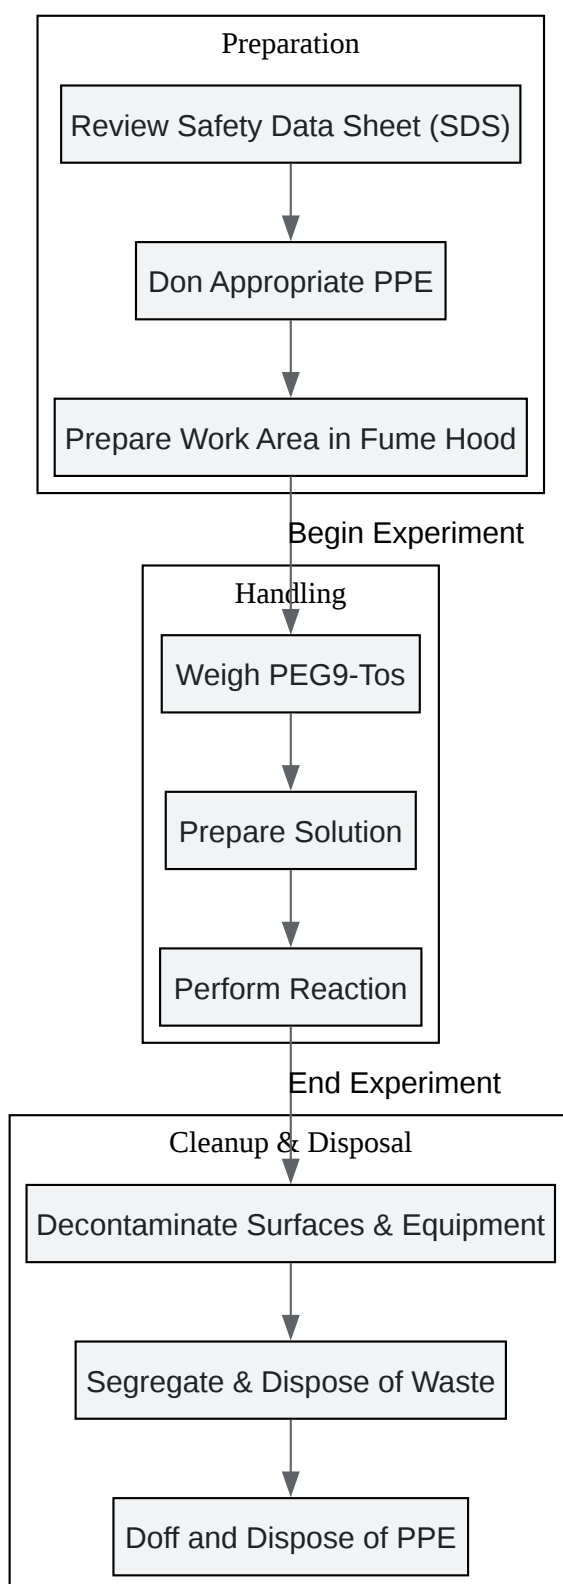 Preparation
Review Safety Data Sheet (SDS)
Don Appropriate PPE
Prepare Work Area in Fume Hood
Begin Experiment
Handling
Weigh PEG9-Tos
Prepare Solution
Perform Reaction
End Experiment
Cleanup & Disposal
Decontaminate Surfaces & Equipment
Segregate & Dispose of Waste
Doff and Dispose of PPE